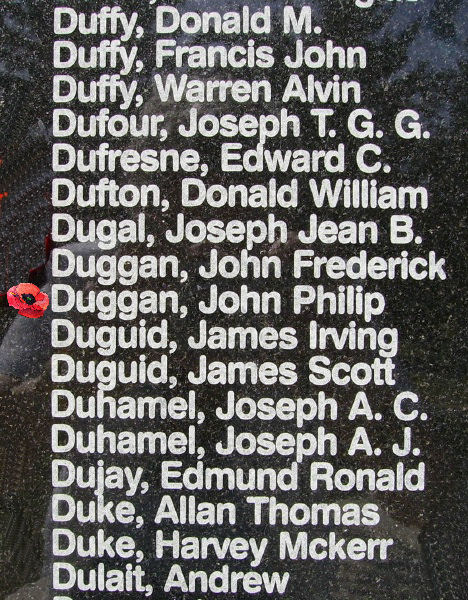 Duffy, Donald M.
Duffy, Francis John
Duffy, Warren Alvin
Dufour, Joseph T. G. G.
Dufresne, Edward C.
Dufton, Donald William
Dugal, Joseph Jean B.
Duggan, John Frederick
Duggan, John Philip
Duguid, James Irving
Duguid, James Scott
Duhamel, Joseph A. C.
Duhamel, Joseph A. J.
Dujay, Edmund Ronald
Duke, Allan Thomas
Duke, Harvey Mckerr
Dulait, Andrew